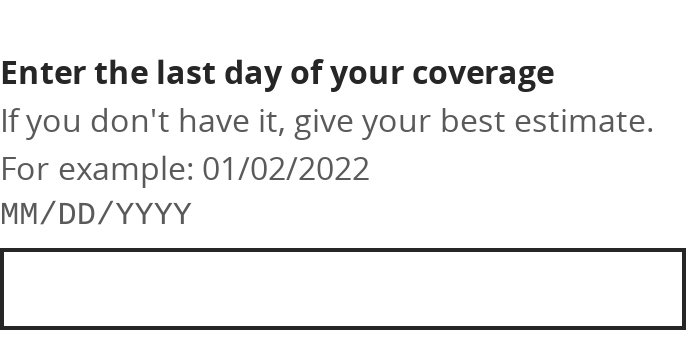 Enter the last day of your coverage
If you don't have it, give your best estimate.
For example: 01/02/2022
MM/DD/YYYY